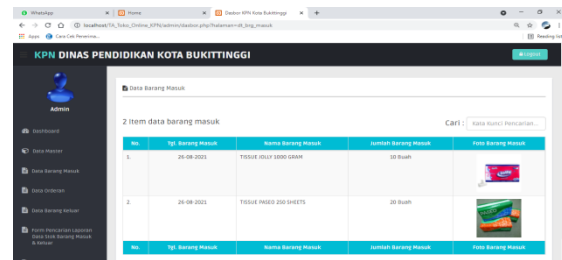 WhatsApp
Home
Dasbor KPN Kota Bukittinggi
localhost/TA_Toko_Online_KPN/admin/dasbor.php?halaman=dt_brg_masuk
Apps
Cara Cek Penerima...
Reading list
KPN DINAS PENDIDIKAN KOTA BUKITTINGGI
Logout
Admin
Dashboard
Data Master
Data Barang Masuk
Data Orderan
Data Barang Keluar
Form Pencarian Laporan
Data Stok Barang Masuk
& Keluar
Data Barang Masuk
2 Item data barang masuk
Cari :
Kata Kunci Pencarian...
No. Tgl. Barang Masuk Nama Barang Masuk Jumlah Barang Masuk Foto Barang Masuk
1. 26-08-2021 TISSUE JOLLY 1000 GRAM 10 Buah
2. 26-08-2021 TISSUE PASEO 250 SHEETS 20 Buah
No. Tgl. Barang Masuk Nama Barang Masuk Jumlah Barang Masuk Foto Barang Masuk